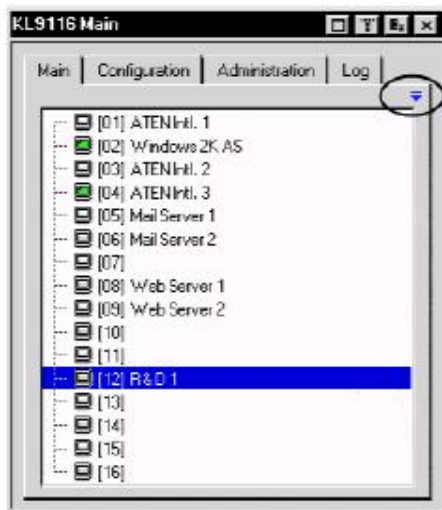 KL9116 Main
Main Configuration Administration Log
[01] ATEN Intl. 1
[02] Windows 2K AS
[03] ATEN Intl. 2
[04] ATEN Intl. 3
[05] Mail Server 1
[06] Mail Server 2
[07]
[08] Web Server 1
[09] Web Server 2
[10]
[11]
[12] R&D 1
[13]
[14]
[15]
[16]